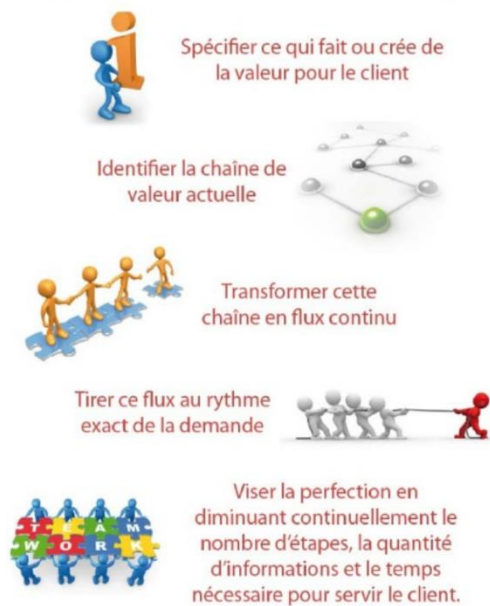 Spécifier ce qui fait ou crée de
la valeur pour le client
Identifier la chaîne de
valeur actuelle
Transformer cette
chaîne en flux continu
Tirer ce flux au rythme
exact de la demande
Viser la perfection en
diminuant continuellement le
nombre d'étapes, la quantité
d'informations et le temps
nécessaire pour servir le client.
TEAM
WORK